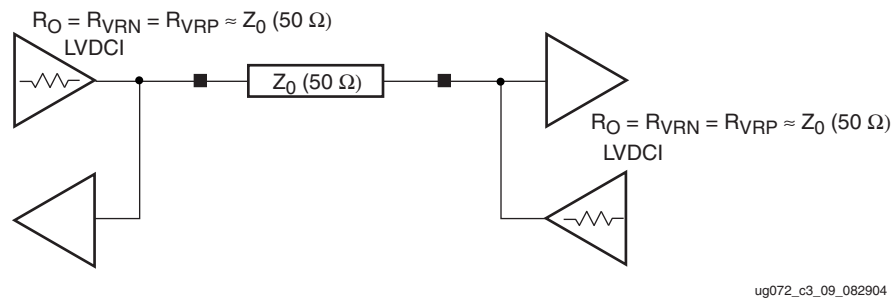 R_O = R_VRN = R_VRP ≈ Z_0 (50 Ω)
LVDCI
Z_0 (50 Ω)
R_O = R_VRN = R_VRP ≈ Z_0 (50 Ω)
LVDCI
ug072_c3_09_082904